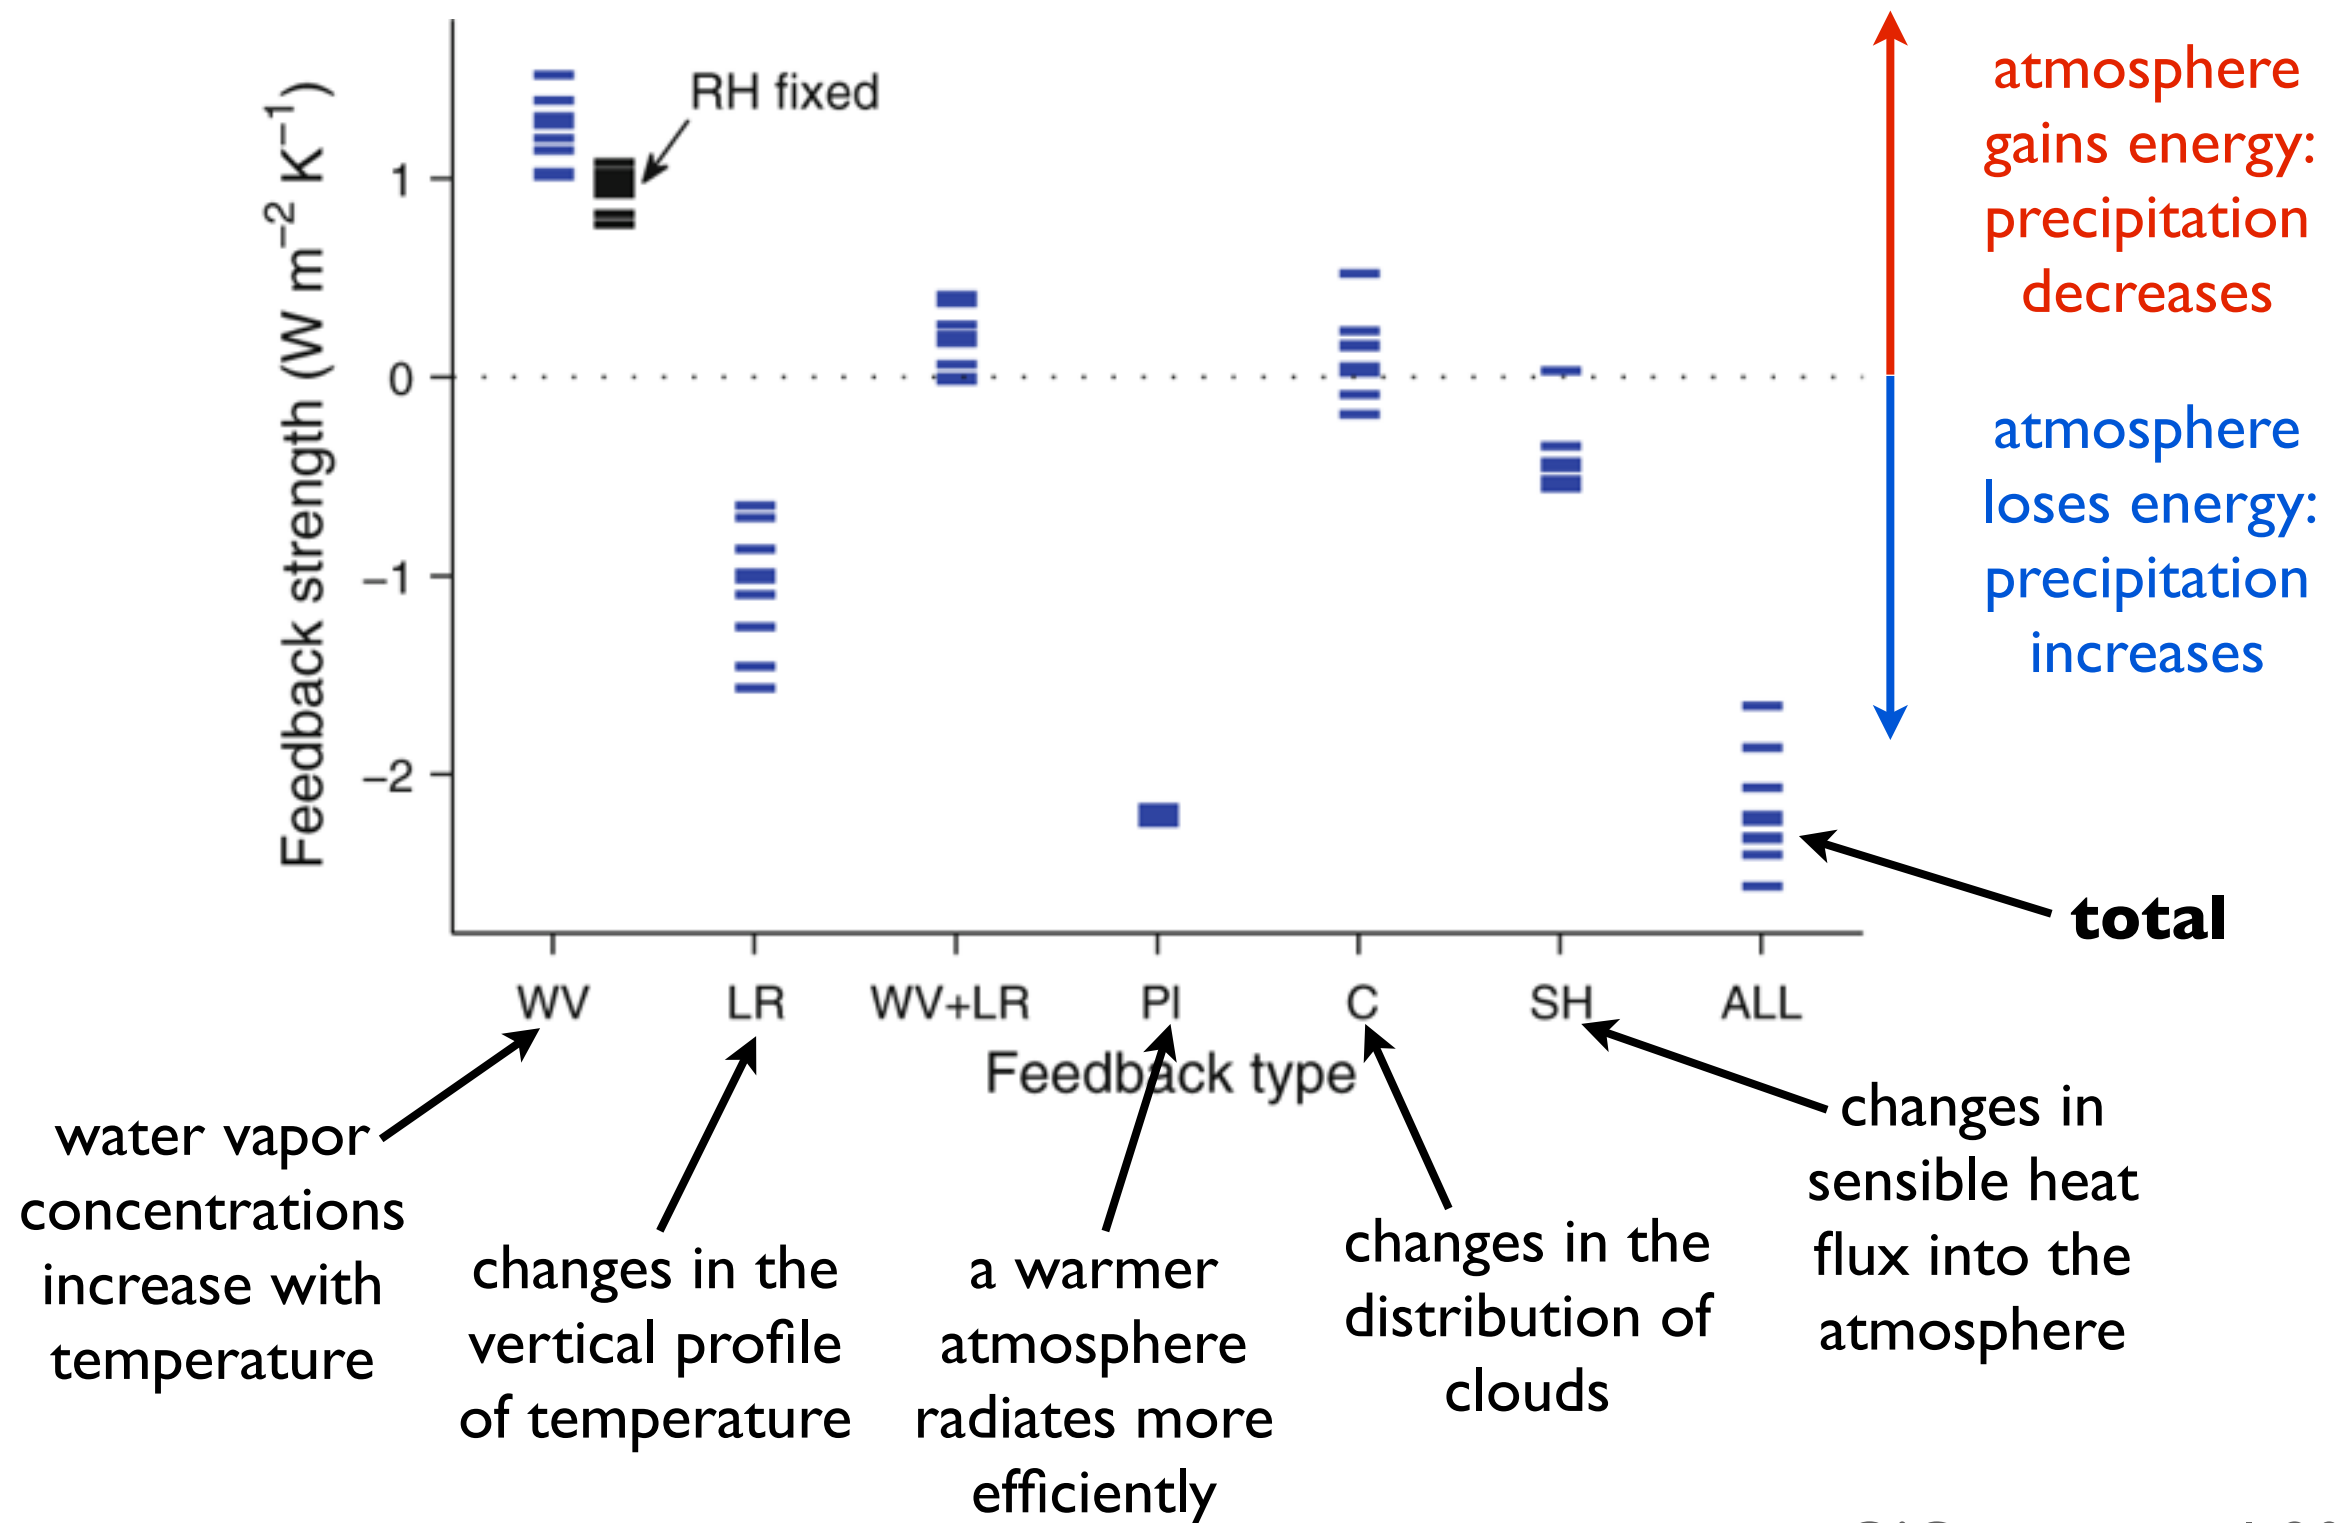 RH fixed
Feedback strength (W m−2 K−1)
1
0
−1
−2
atmosphere
gains energy:
precipitation
decreases
atmosphere
loses energy:
precipitation
increases
total
WV LR WV+LR Pl C SH ALL
Feedback type
water vapor
concentrations
increase with
temperature
changes in the
vertical profile
of temperature
a warmer
atmosphere
radiates more
efficiently
changes in the
distribution of
clouds
changes in
sensible heat
flux into the
atmosphere